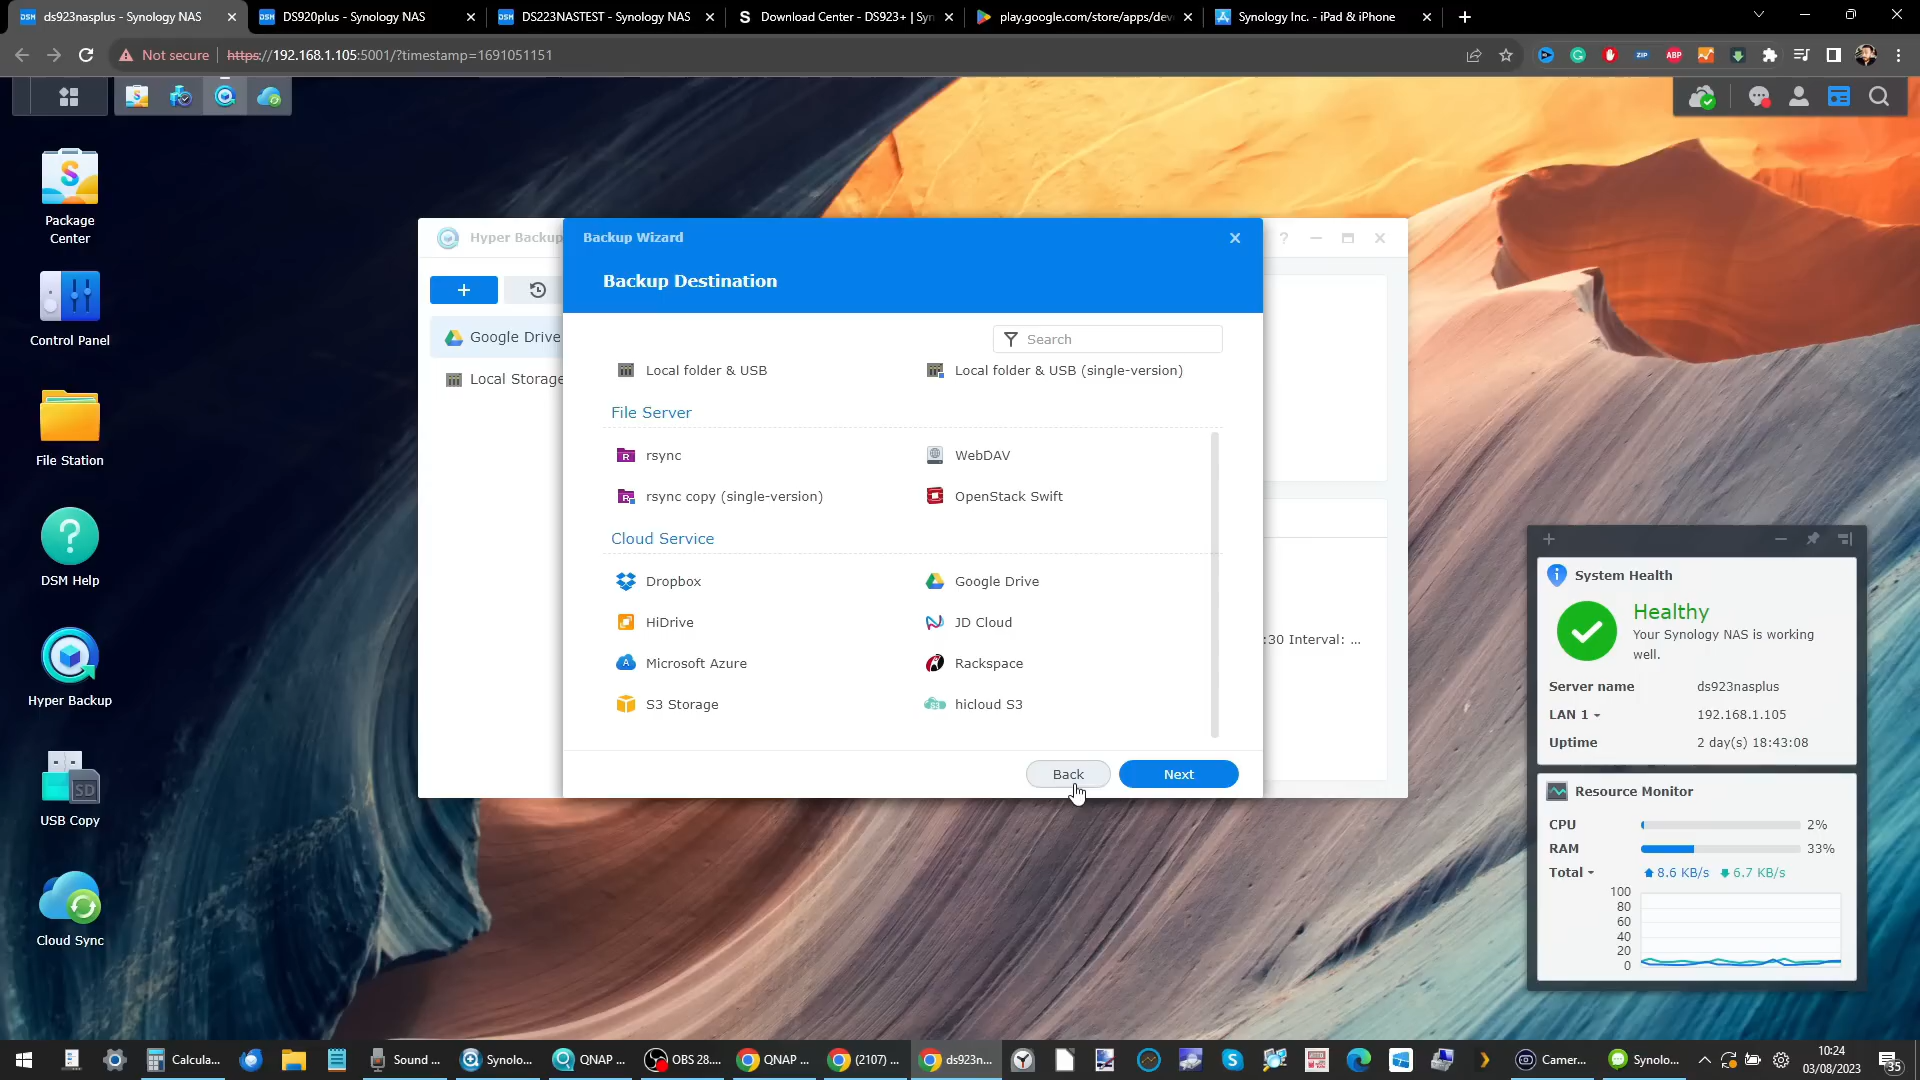 ds923nasplus - Synology NAS
DS920plus - Synology NAS
DS223NASTEST - Synology NAS
Download Center - DS923+ | Syn
play.google.com/store/apps/dev
Synology Inc. - iPad & iPhone
Not secure
https://192.168.1.105:5001/?timestamp=1691051151
Package
Center
Control Panel
File Station
DSM Help
Hyper Backup
USB Copy
Cloud Sync
Hyper Backup
Google Drive
Local Storage
:30 Interval: ...
Backup Wizard
Backup Destination
Search
Local folder & USB
Local folder & USB (single-version)
File Server
rsync
WebDAV
rsync copy (single-version)
OpenStack Swift
Cloud Service
Dropbox
Google Drive
HiDrive
JD Cloud
Microsoft Azure
Rackspace
S3 Storage
hicloud S3
Back
Next
System Health
Healthy
Your Synology NAS is working
well.
Server name
ds923nasplus
LAN 1
192.168.1.105
Uptime
2 day(s) 18:43:08
Resource Monitor
CPU
2%
RAM
33%
Total
8.6 KB/s
6.7 KB/s
100
80
60
40
20
0
Calcula...
Sound ...
Synolo...
QNAP ...
OBS 28....
QNAP ...
(2107) ...
ds923n...
Camer...
Synolo...
10:24
03/08/2023
35